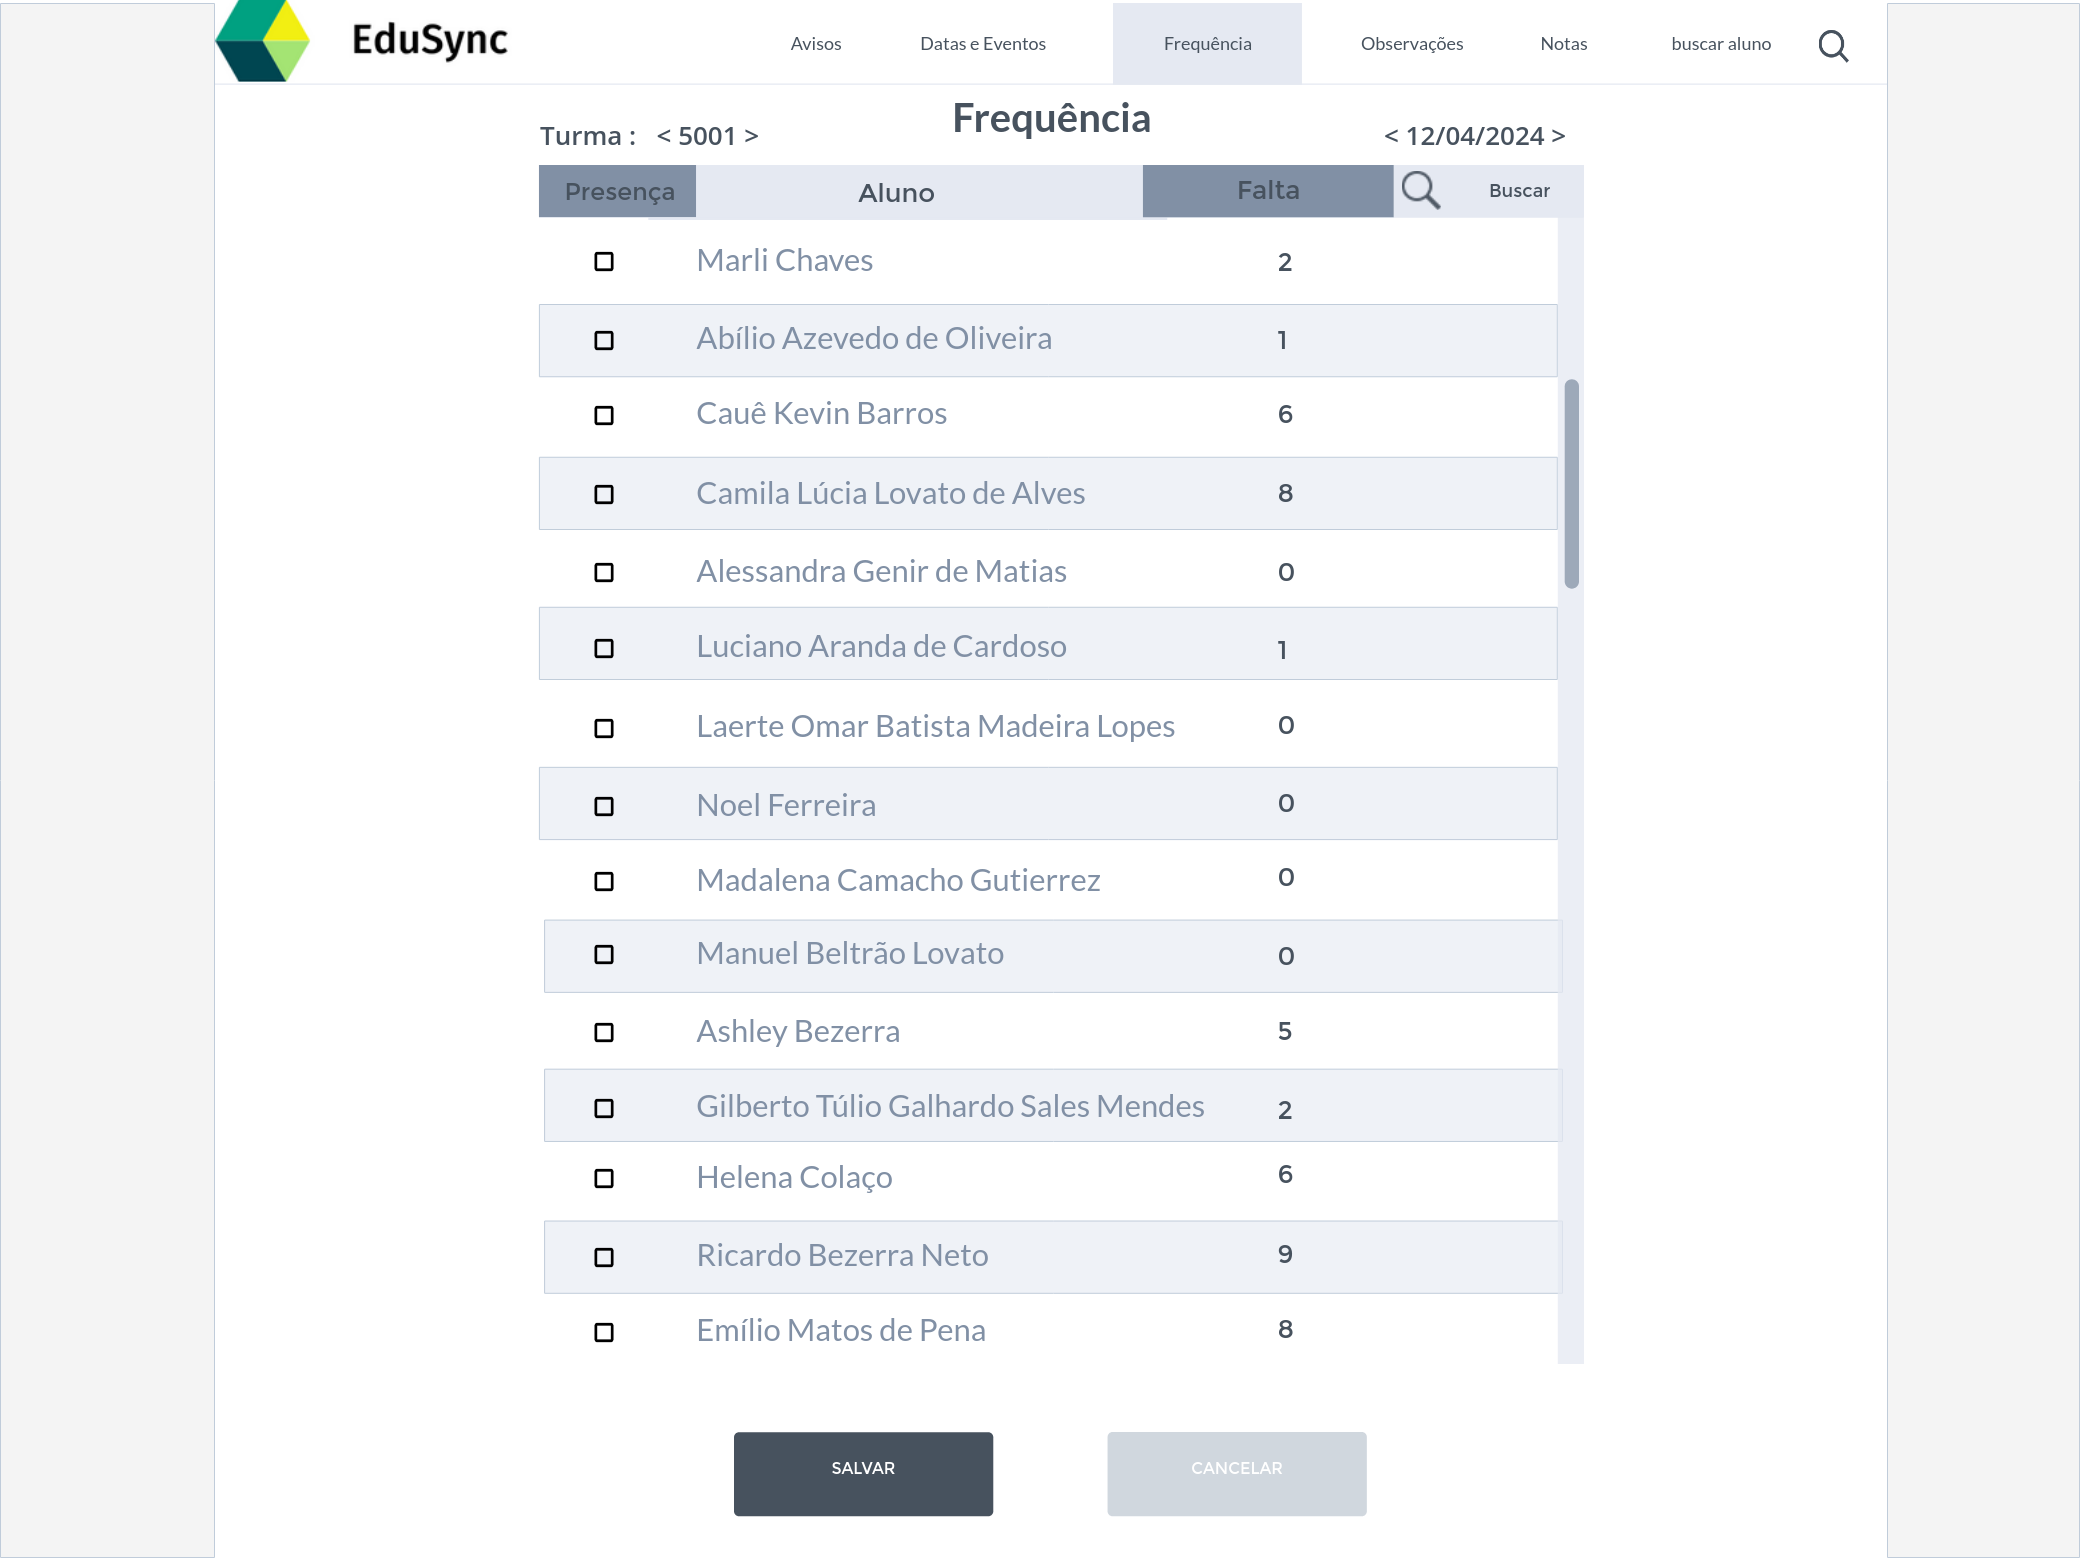 EduSync Avisos Datas e Eventos Frequência Observações Notas buscar aluno
Frequência
Turma : < 5001 > < 12/04/2024 >
Presença Aluno Falta Buscar
Marli Chaves 2
Abílio Azevedo de Oliveira 1
Cauê Kevin Barros 6
Camila Lúcia Lovato de Alves 8
Alessandra Genir de Matias 0
Luciano Aranda de Cardoso 1
Laerte Omar Batista Madeira Lopes 0
Noel Ferreira 0
Madalena Camacho Gutierrez 0
Manuel Beltrão Lovato 0
Ashley Bezerra 5
Gilberto Túlio Galhardo Sales Mendes 2
Helena Colaço 6
Ricardo Bezerra Neto 9
Emílio Matos de Pena 8
SALVAR CANCELAR